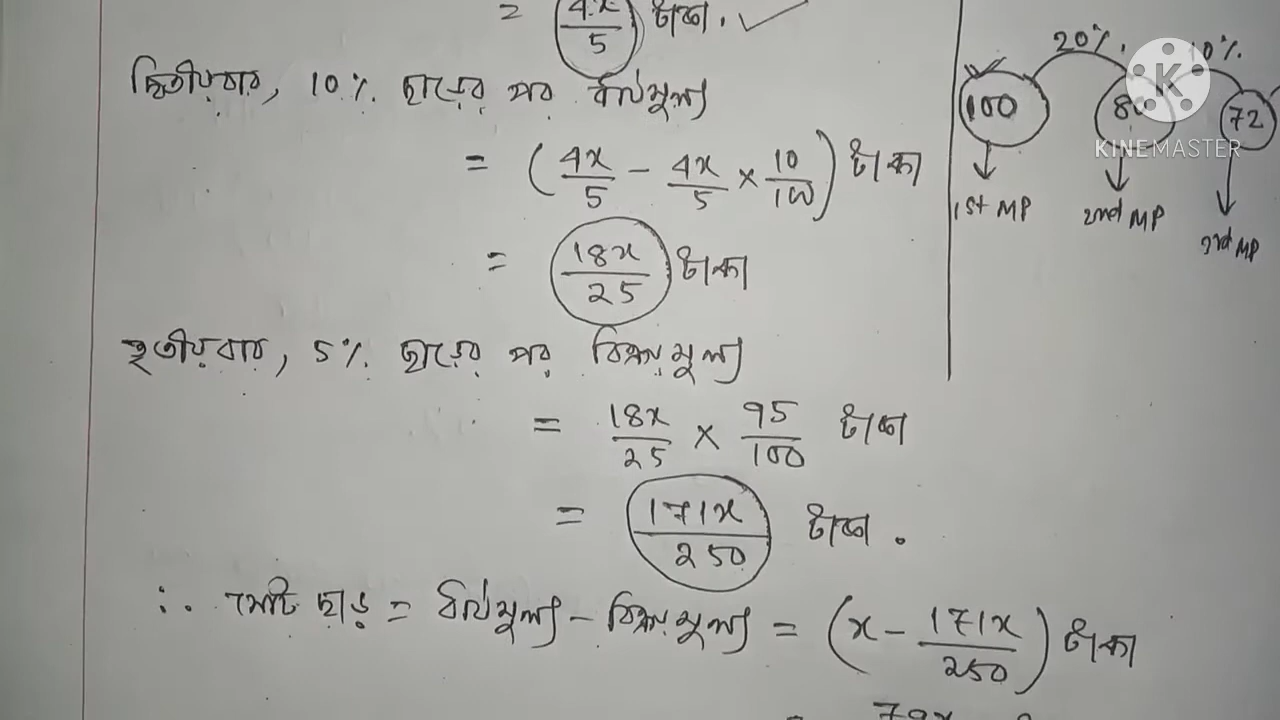 = 4x/5 টাকা. ✓
দ্বিতীয়বার, 10% ছাড়ের পর ধার্যমূল্য
= (4x/5 - 4x/5 × 10/100) টাকা
= 18x/25 টাকা
তৃতীয়বার, 5% ছাড়ের পর বিক্রয়মূল্য
= 18x/25 × 95/100 টাকা
= 171x/250 টাকা.
∴ মোট ছাড় = ধার্যমূল্য - বিক্রয়মূল্য = (x - 171x/250) টাকা
20% 10%
100 80 72
1st MP 2nd MP 3rd MP
K
KINEMASTER